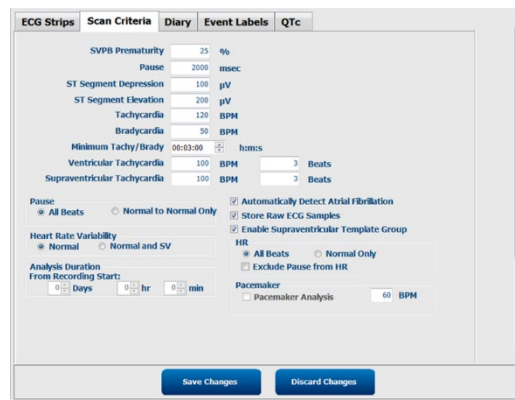 ECG Strips Scan Criteria Diary Event Labels QTc
SVPB Prematurity 25 %
Pause 2000 msec
ST Segment Depression 100 µV
ST Segment Elevation 200 µV
Tachycardia 120 BPM
Bradycardia 50 BPM
Minimum Tachy/Brady 00:03:00 h:m:s
Ventricular Tachycardia 100 BPM 3 Beats
Supraventricular Tachycardia 100 BPM 3 Beats
Pause
All Beats Normal to Normal Only
Heart Rate Variability
Normal Normal and SV
Analysis Duration
From Recording Start:
0 Days 0 hr 0 min
Automatically Detect Atrial Fibrillation
Store Raw ECG Samples
Enable Supraventricular Template Group
HR
All Beats Normal Only
Exclude Pause from HR
Pacemaker
Pacemaker Analysis 60 BPM
Save Changes Discard Changes